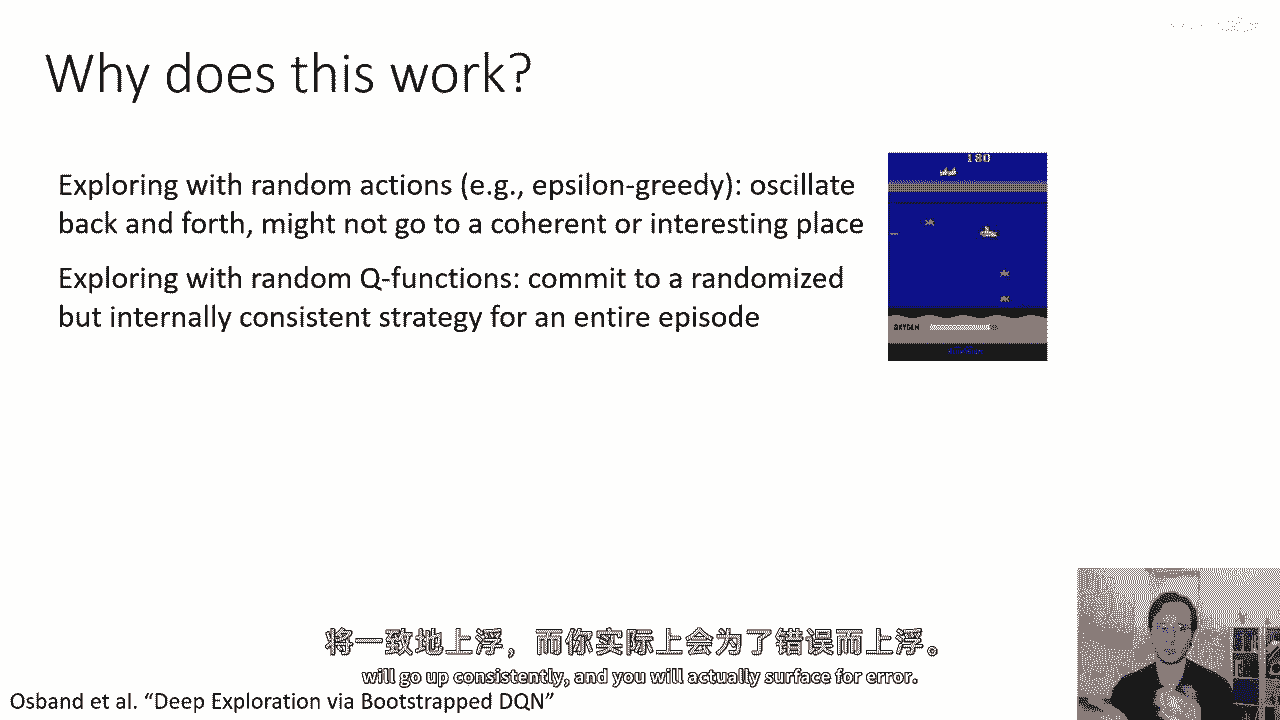 Why does this work?
Exploring with random actions (e.g., epsilon-greedy): oscillate
back and forth, might not go to a coherent or interesting place
Exploring with random Q-functions: commit to a randomized
but internally consistent strategy for an entire episode
180
OXYGEN
将一致地上浮，而你实际上会为了错误而上浮。
will go up consistently, and you will actually surface for error.
Osband et al. “Deep Exploration via Bootstrapped DQN”